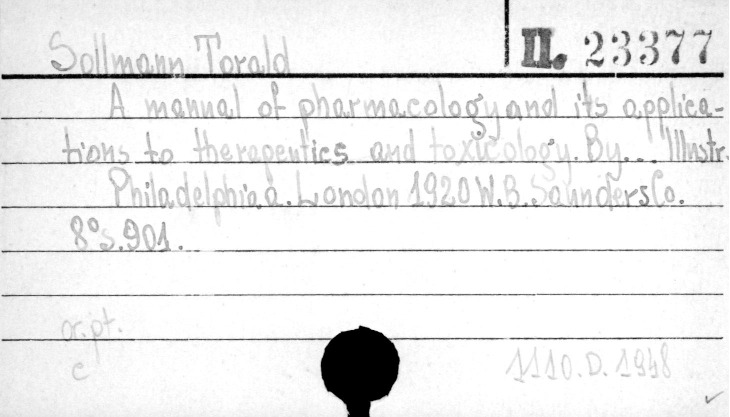 Sollmann Torald
II. 23377
A manual of pharmacology and its applica-
tions to therapeutics and toxicology. By... Illustr.
Philadelphia a. London 1920 W.B. Saunders Co.
8° s. 901.
or. pt.
c
1110. D. 1948